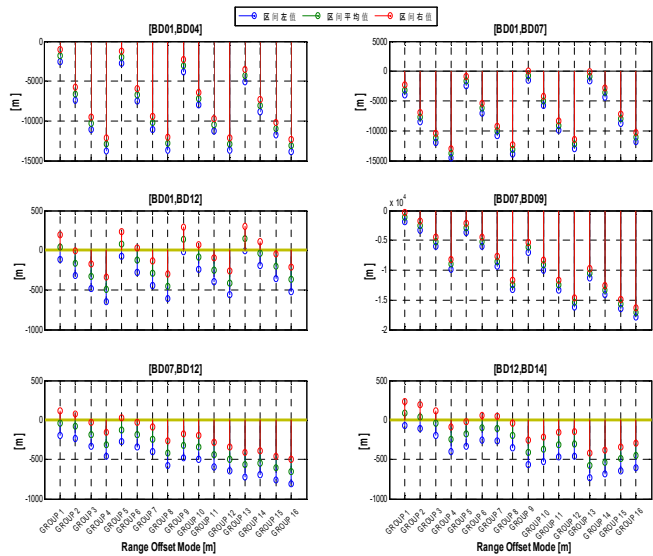 区间左值 区间平均值 区间右值
[BD01,BD04]
[BD01,BD07]
0
-5000
-10000
-15000
[m]
5000
0
-5000
-10000
-15000
[m]
[BD01,BD12]
[BD07,BD09]
500
0
-500
-1000
[m]
x 10⁴
0
-0.5
-1
-1.5
-2
[m]
[BD07,BD12]
[BD12,BD14]
500
0
-500
-1000
[m]
500
0
-500
-1000
[m]
GROUP 1 GROUP 2 GROUP 3 GROUP 4 GROUP 5 GROUP 6 GROUP 7 GROUP 8 GROUP 9 GROUP 10 GROUP 11 GROUP 12 GROUP 13 GROUP 14 GROUP 15 GROUP 16
GROUP 1 GROUP 2 GROUP 3 GROUP 4 GROUP 5 GROUP 6 GROUP 7 GROUP 8 GROUP 9 GROUP 10 GROUP 11 GROUP 12 GROUP 13 GROUP 14 GROUP 15 GROUP 16
Range Offset Mode [m]
Range Offset Mode [m]